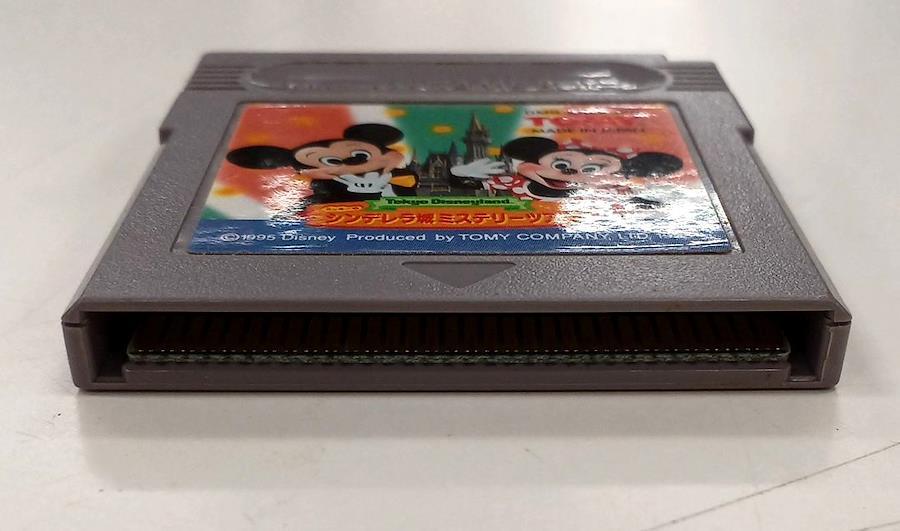 TOMY
MADE IN JAPAN
Tokyo Disneyland
シンデレラ城ミステリーツアー
©1995 Disney Produced by TOMY COMPANY, LTD.